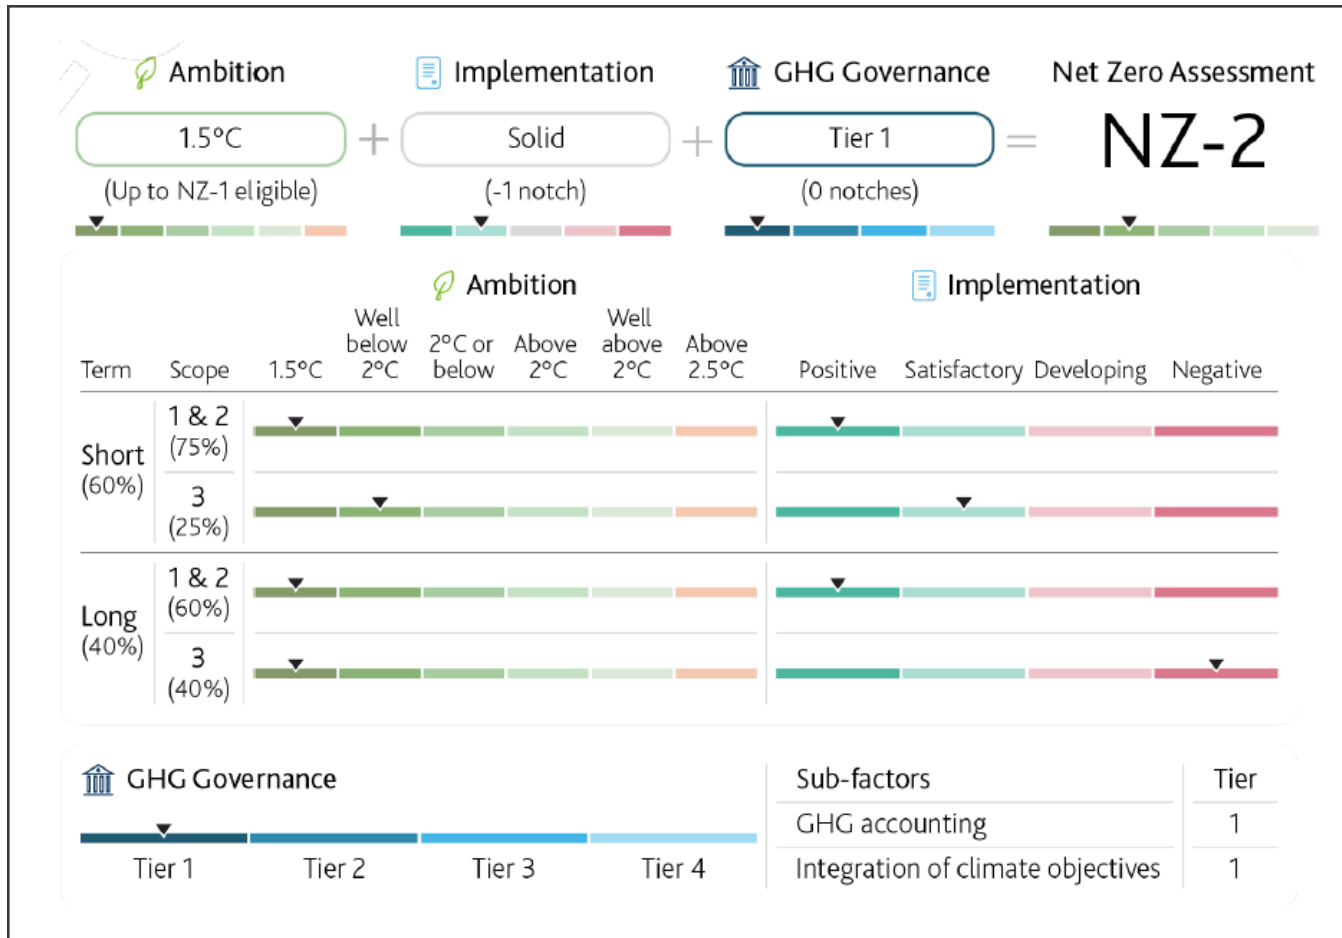 Ambition Implementation GHG Governance Net Zero Assessment
1.5°C + Solid + Tier 1 = NZ-2
(Up to NZ-1 eligible) (-1 notch) (0 notches)
Ambition Implementation
Term Scope 1.5°C Well below 2°C 2°C or below Above 2°C Well above 2°C Above 2.5°C Positive Satisfactory Developing Negative
Short (60%)
1 & 2 (75%)
3 (25%)
Long (40%)
1 & 2 (60%)
3 (40%)
GHG Governance
Tier 1 Tier 2 Tier 3 Tier 4
Sub-factors Tier
GHG accounting 1
Integration of climate objectives 1